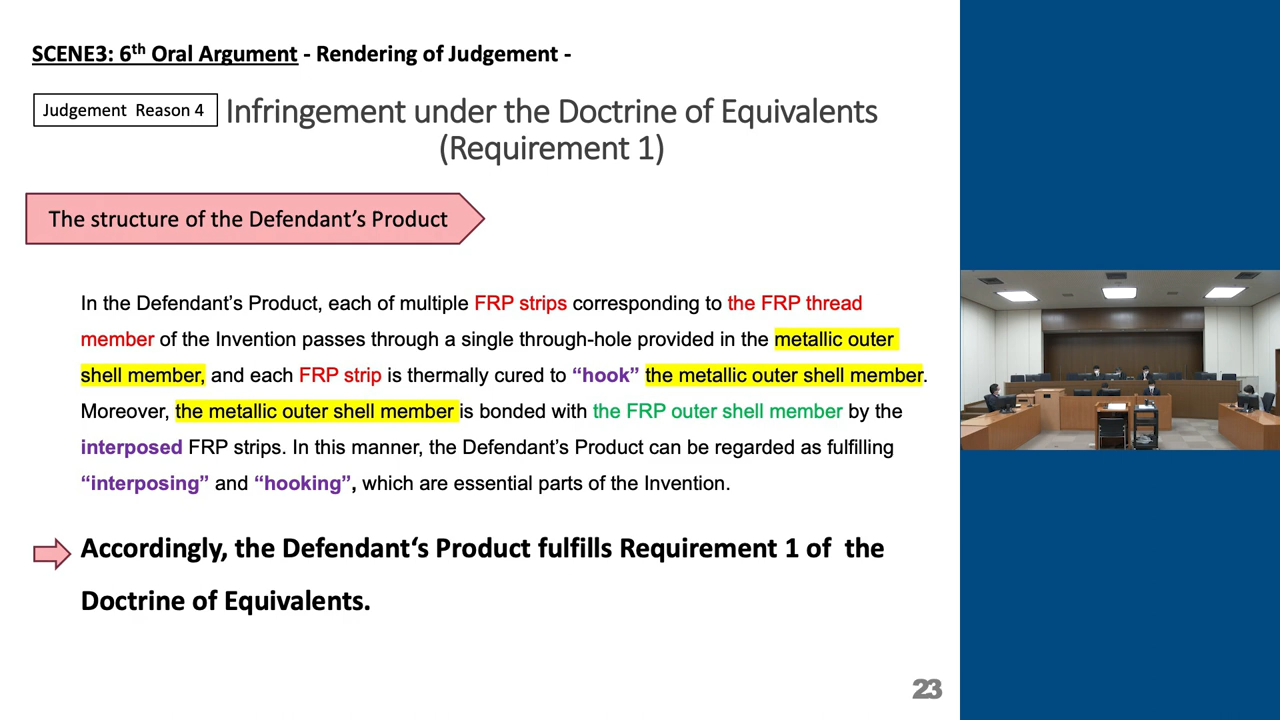 SCENE3: 6th Oral Argument - Rendering of Judgement -
Judgement Reason 4
Infringement under the Doctrine of Equivalents
(Requirement 1)
The structure of the Defendant’s Product
In the Defendant’s Product, each of multiple FRP strips corresponding to the FRP thread
member of the Invention passes through a single through-hole provided in the metallic outer
shell member, and each FRP strip is thermally cured to “hook” the metallic outer shell member.
Moreover, the metallic outer shell member is bonded with the FRP outer shell member by the
interposed FRP strips. In this manner, the Defendant’s Product can be regarded as fulfilling
“interposing” and “hooking”, which are essential parts of the Invention.
Accordingly, the Defendant‘s Product fulfills Requirement 1 of the
Doctrine of Equivalents.
23